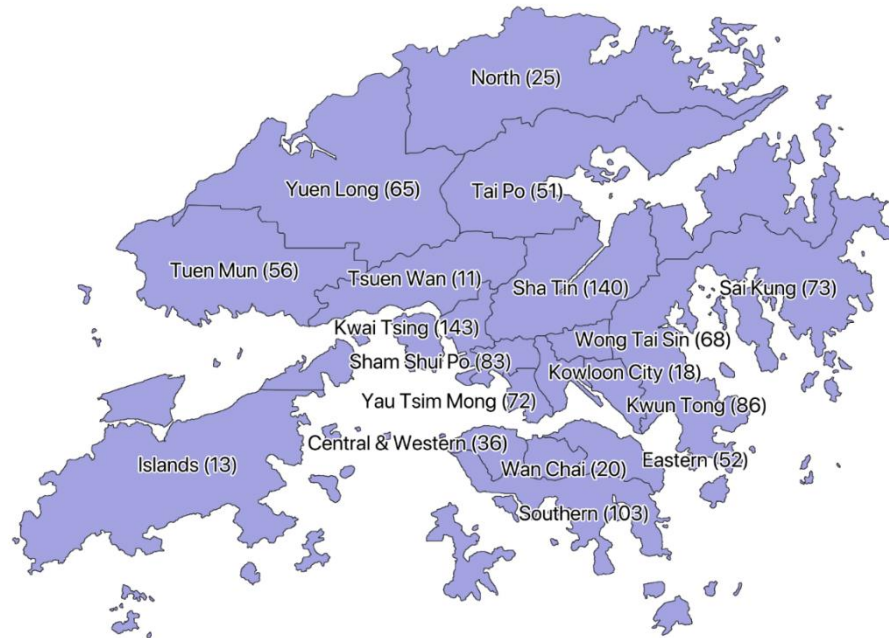 North (25)
Yuen Long (65)
Tai Po (51)
Tuen Mun (56)
Tsuen Wan (11)
Sha Tin (140)
Sai Kung (73)
Kwai Tsing (143)
Wong Tai Sin (68)
Sham Shui Po (83)
Kowloon City (18)
Yau Tsim Mong (72)
Kwun Tong (86)
Central & Western (36)
Eastern (52)
Islands (13)
Wan Chai (20)
Southern (103)